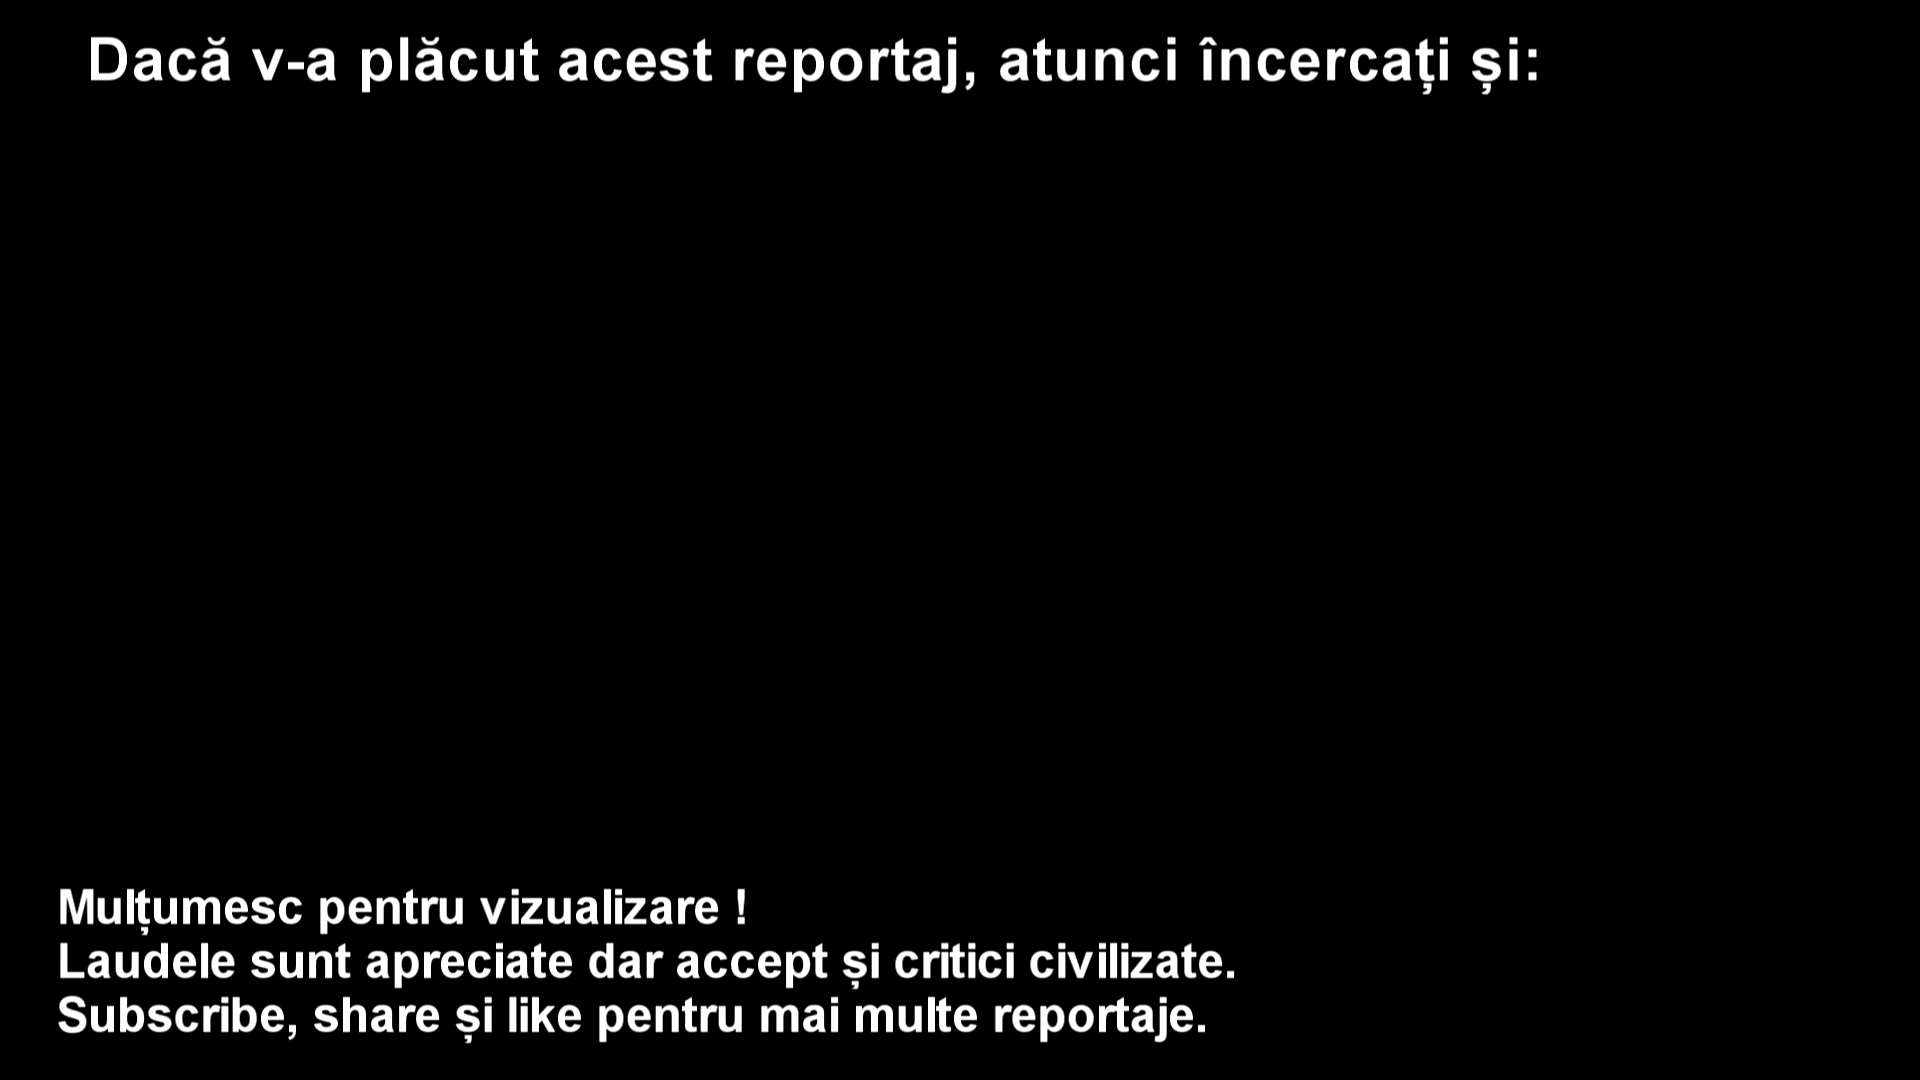 Dacă v-a plăcut acest reportaj, atunci încercați și:
Mulțumesc pentru vizualizare !
Laudele sunt apreciate dar accept și critici civilizate.
Subscribe, share și like pentru mai multe reportaje.